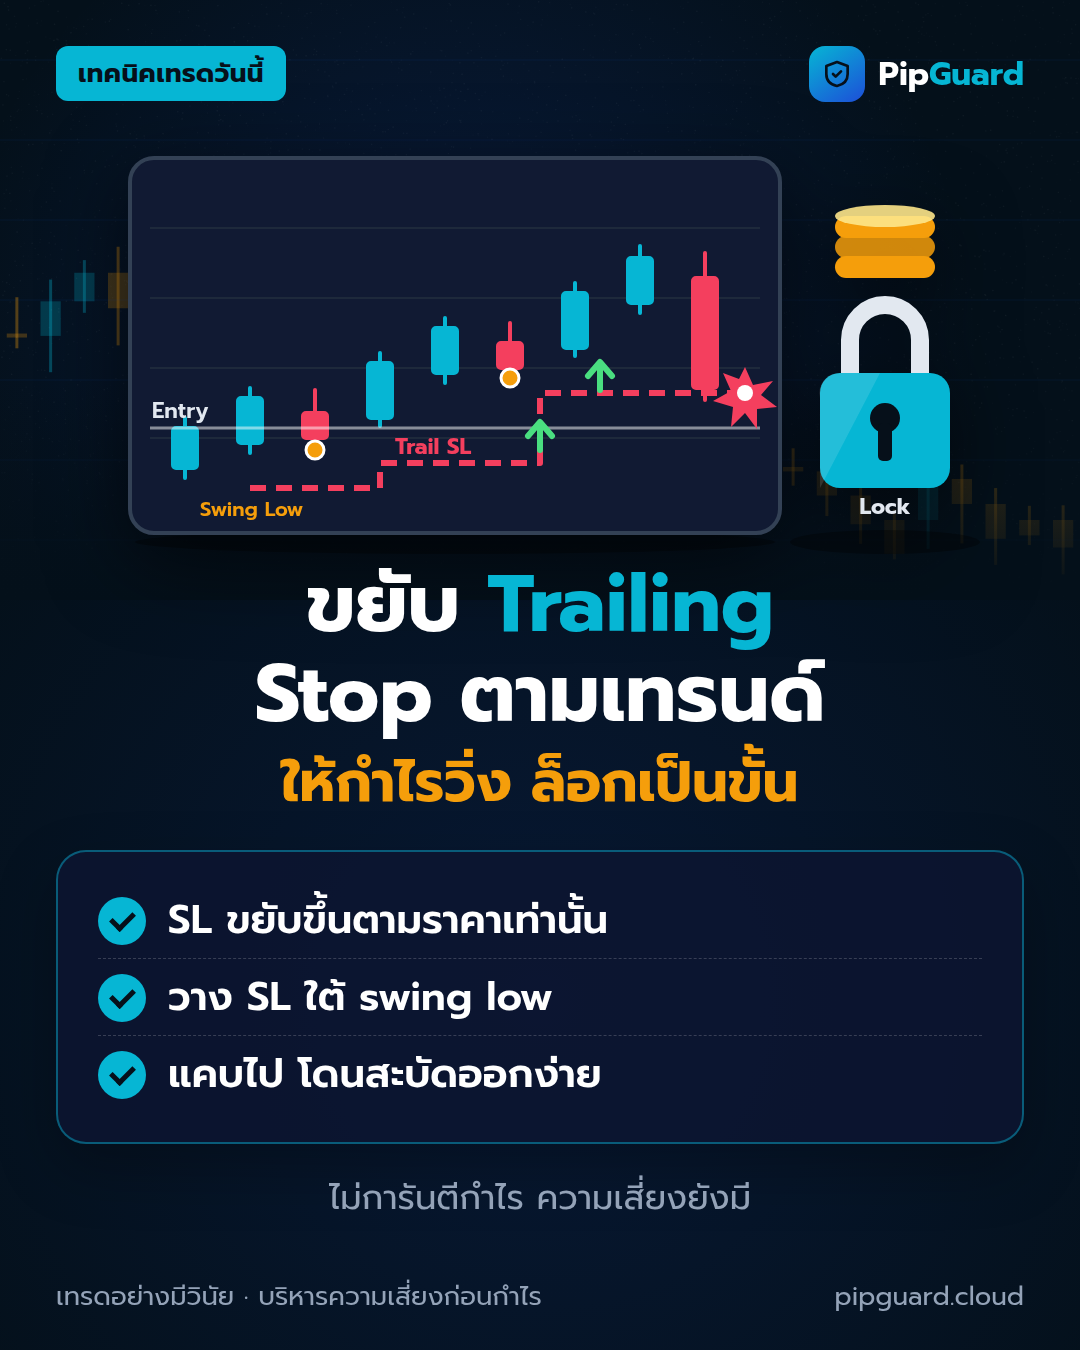 เทคนิคเทรดวันนี้
PipGuard
Entry
Trail SL
Swing Low
Lock
ขยับ Trailing
Stop ตามเทรนด์
ให้กำไรวิ่ง ล็อกเป็นขั้น
SL ขยับขึ้นตามราคาเท่านั้น
วาง SL ใต้ swing low
แคบไป โดนสะบัดออกง่าย
ไม่การันตีกำไร ความเสี่ยงยังมี
เทรดอย่างมีวินัย · บริหารความเสี่ยงก่อนกำไร
pipguard.cloud